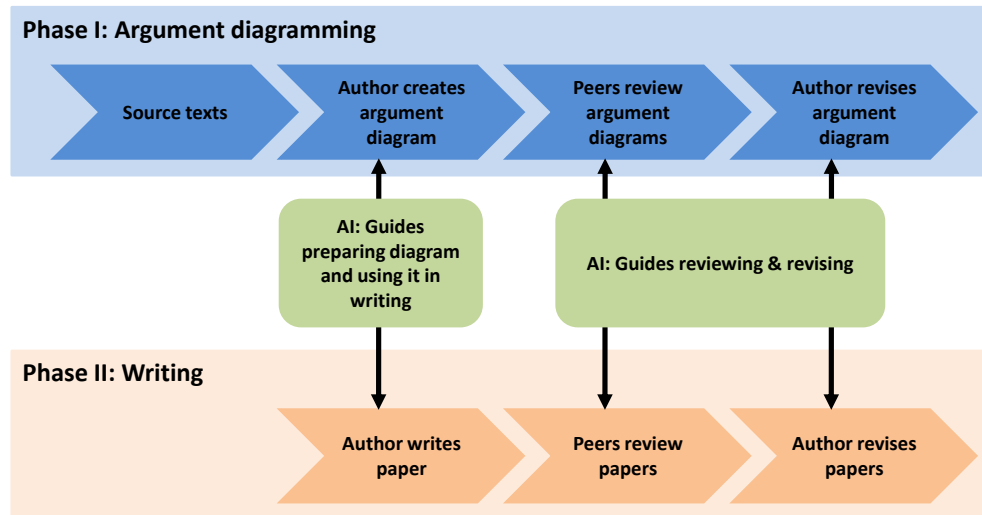 Phase I: Argument diagramming
Source texts
Author creates
argument
diagram
Peers review
argument
diagrams
Author revises
argument
diagram
AI: Guides
preparing diagram
and using it in
writing
AI: Guides reviewing & revising
Phase II: Writing
Author writes
paper
Peers review
papers
Author revises
papers